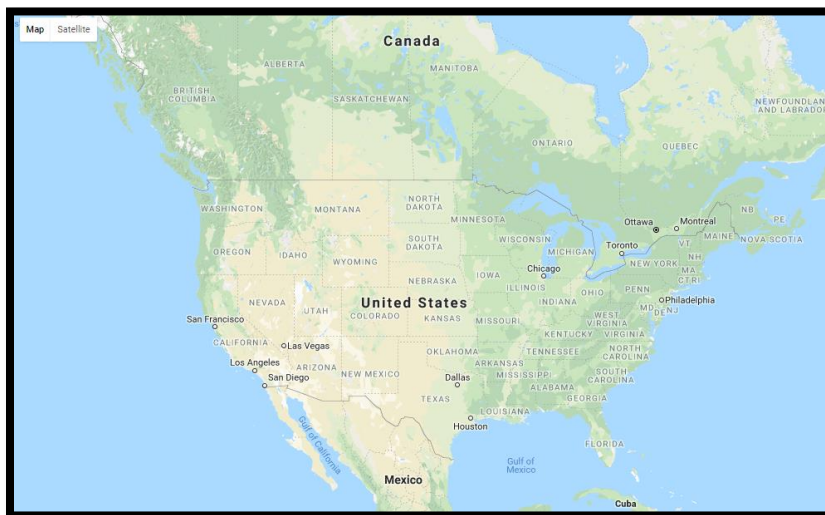 Map
Satellite
Canada
ALBERTA
MANITOBA
BRITISH
COLUMBIA
SASKATCHEWAN
NEWFOUNDLAN
AND LABRADOR
ONTARIO
QUEBEC
WASHINGTON
MONTANA
NORTH
DAKOTA
MINNESOTA
Ottawa
Montreal
NB
PE
MAINE
NOVA SCOTIA
OREGON
IDAHO
SOUTH
DAKOTA
WISCONSIN
MICHIGAN
Toronto
VT
NH
WYOMING
NEW YORK
MA
CT
RI
IOWA
Chicago
NEBRASKA
ILLINOIS
INDIANA
OHIO
PENN
NEVADA
UTAH
United States
COLORADO
KANSAS
MISSOURI
WEST
VIRGINIA
MD
DE
NJ
Philadelphia
San Francisco
KENTUCKY
VIRGINIA
CALIFORNIA
Las Vegas
OKLAHOMA
TENNESSEE
NORTH
CAROLINA
Los Angeles
ARIZONA
NEW MEXICO
ARKANSAS
MISSISSIPPI
SOUTH
CAROLINA
San Diego
Dallas
ALABAMA
TEXAS
GEORGIA
LOUISIANA
Houston
Gulf of
California
FLORIDA
Gulf of
Mexico
Mexico
Cuba